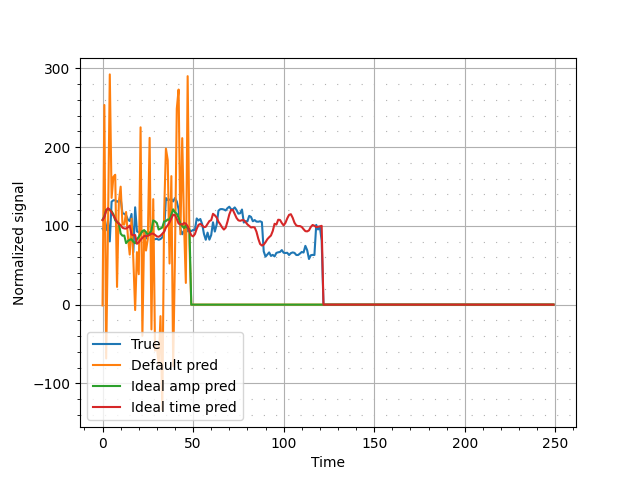 300
200
100
0
−100
Normalized signal
True
Default pred
Ideal amp pred
Ideal time pred
0 50 100 150 200 250
Time